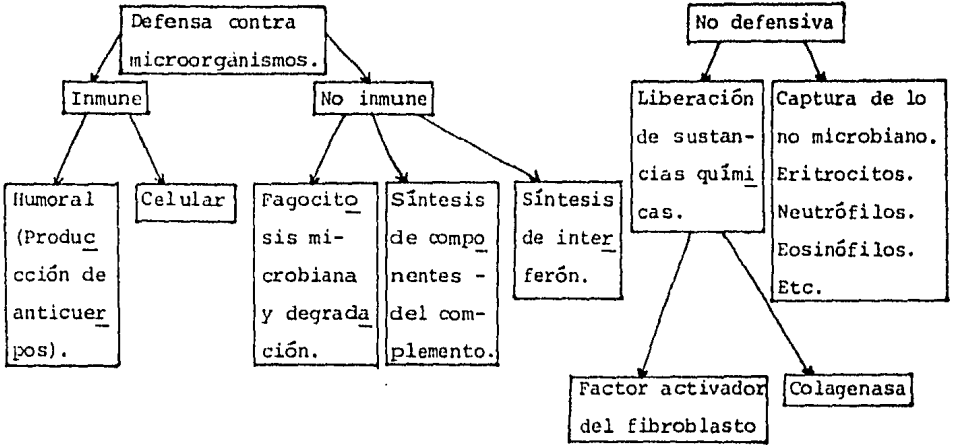 Defensa contra
microorganismos.
Inmune
No inmune
Humoral
(Produc
cción de
anticuer
pos).
Celular
Fagocito
sis mi-
crobiana
y degrada
ción.
Síntesis
de compo
nentes -
del com-
plemento.
Síntesis
de inter
ferón.
No defensiva
Liberación
de sustan-
cias quími
cas.
Captura de lo
no microbiano.
Eritrocitos.
Neutrófilos.
Eosinófilos.
Etc.
Factor activador
del fibroblasto
Colagenasa